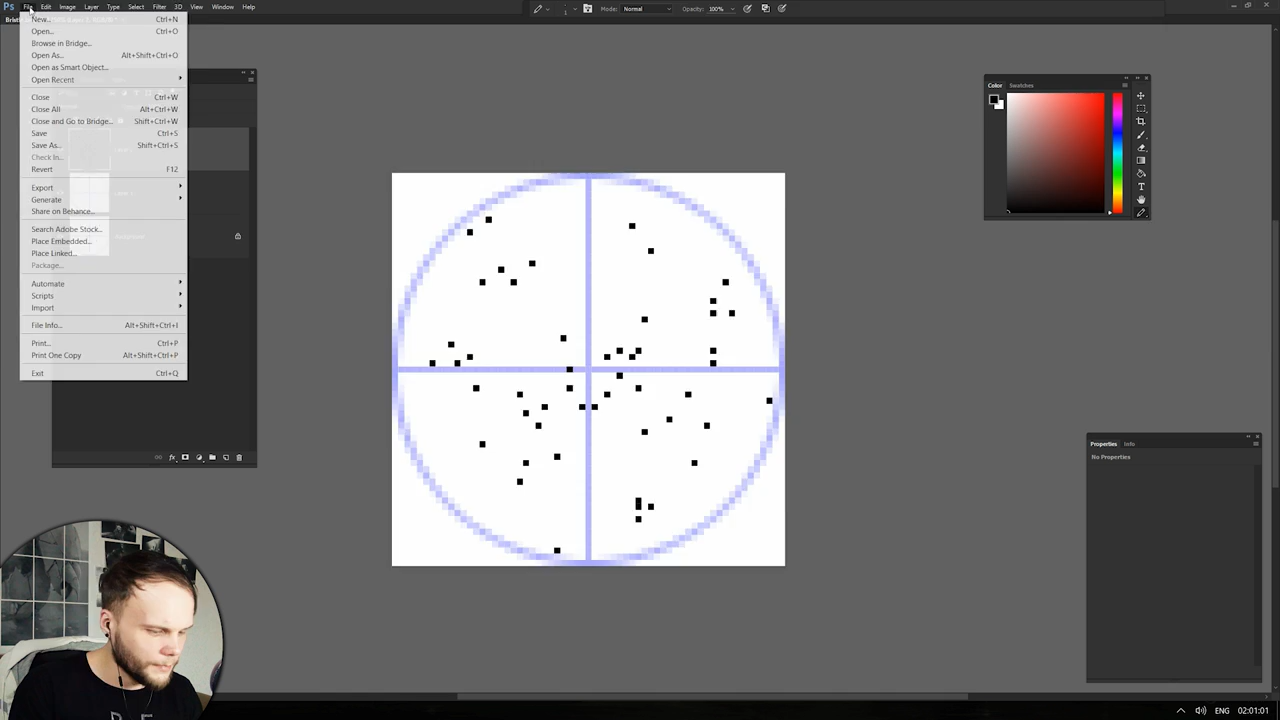 Ps File Edit Image Layer Type Select Filter 3D View Window Help
Mode: Normal Opacity: 100%
New... Ctrl+N
Open... Ctrl+O
Browse in Bridge...
Open As... Alt+Shift+Ctrl+O
Open as Smart Object...
Open Recent
Close Ctrl+W
Close All Alt+Ctrl+W
Close and Go to Bridge... Shift+Ctrl+W
Save Ctrl+S
Save As... Shift+Ctrl+S
Check In...
Revert F12
Export
Generate
Share on Behance...
Search Adobe Stock...
Place Embedded...
Place Linked...
Package...
Automate
Scripts
Import
File Info... Alt+Shift+Ctrl+I
Print... Ctrl+P
Print One Copy Alt+Shift+Ctrl+P
Exit Ctrl+Q
Color Swatches
Properties Info
No Properties
ENG 02:01:01